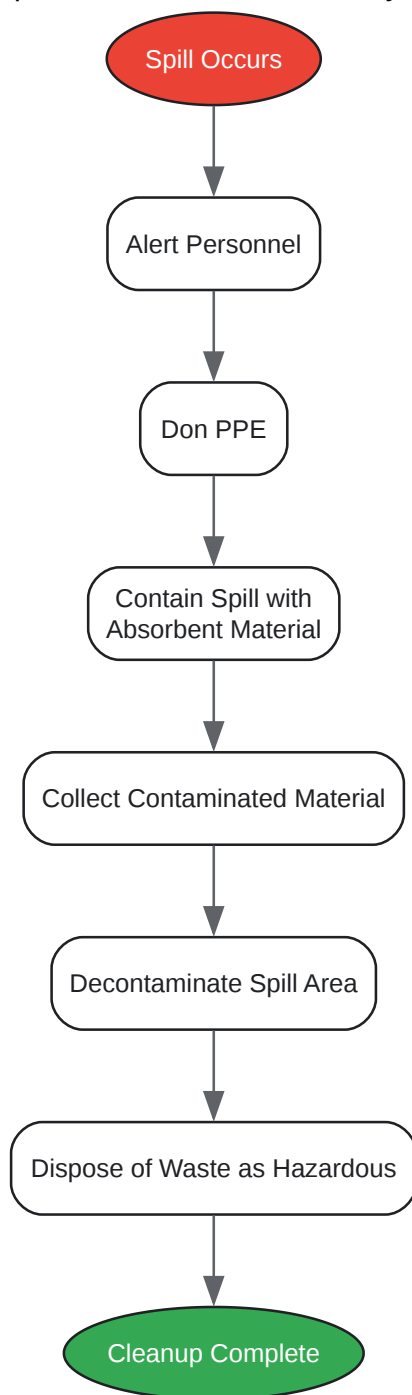 Spill Occurs
Alert Personnel
Don PPE
Contain Spill with
Absorbent Material
Collect Contaminated Material
Decontaminate Spill Area
Dispose of Waste as Hazardous
Cleanup Complete